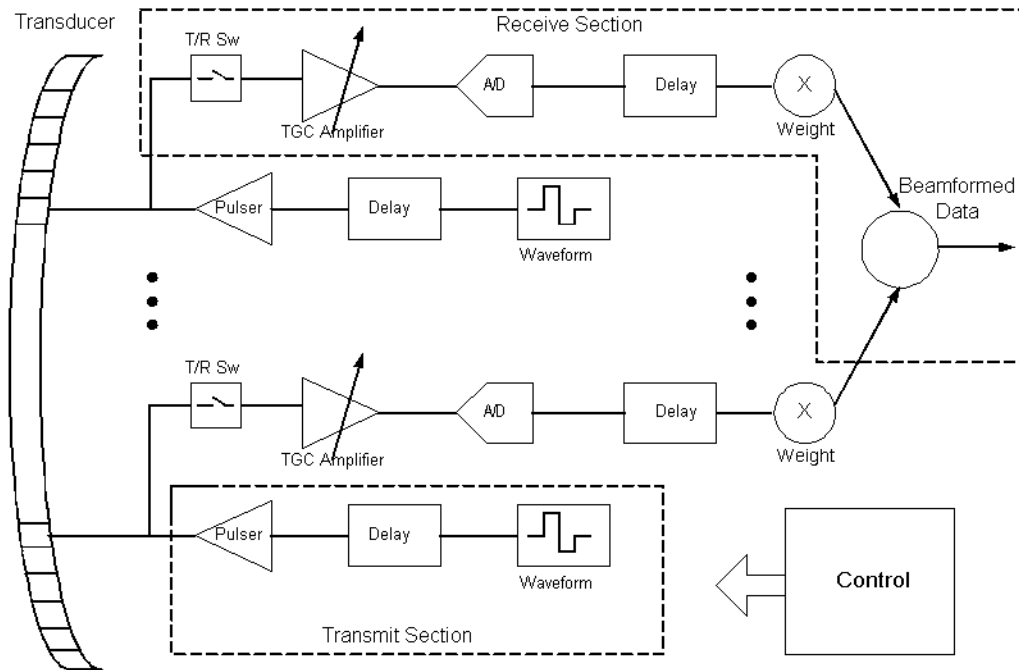 Transducer
Receive Section
T/R Sw
TGC Amplifier
A/D
Delay
X
Weight
Pulser
Delay
Waveform
Beamformed
Data
T/R Sw
TGC Amplifier
A/D
Delay
X
Weight
Pulser
Delay
Waveform
Transmit Section
Control